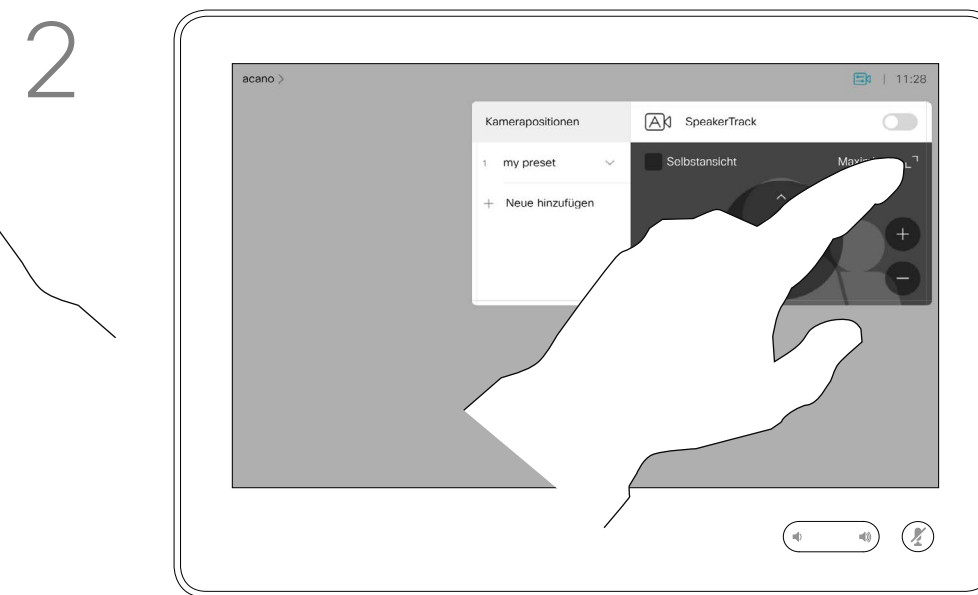 2
acano >
11:28
Kamerapositionen
SpeakerTrack
1 my preset
Selbstansicht
+ Neue hinzufügen